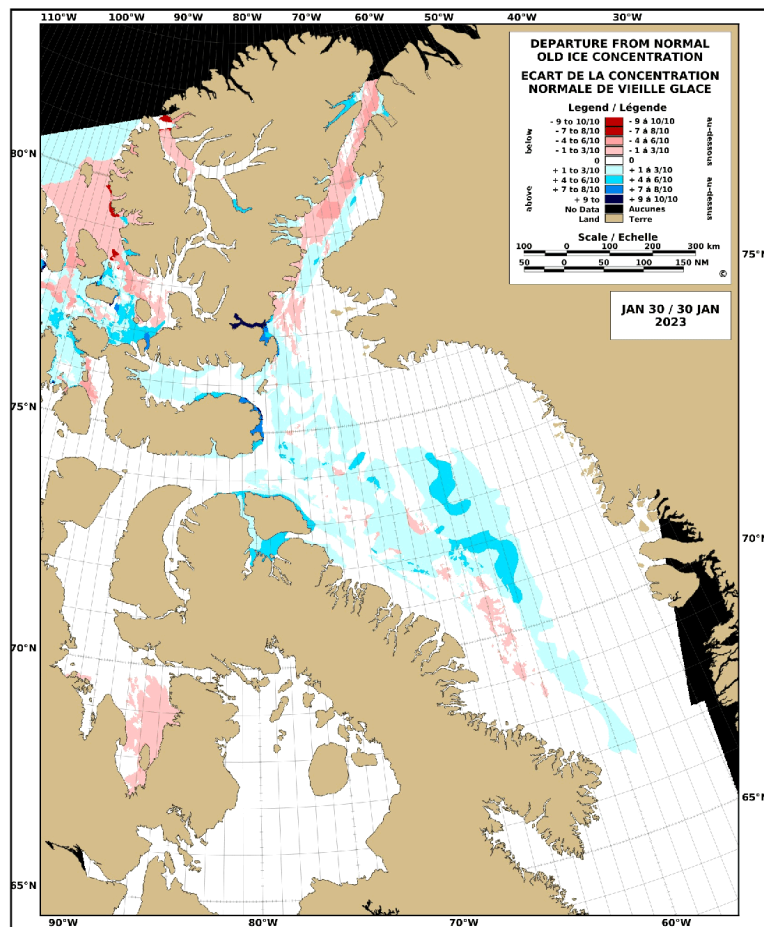 110°W 100°W 90°W 80°W 70°W 60°W 50°W 40°W 30°W
DEPARTURE FROM NORMAL
OLD ICE CONCENTRATION
ECART DE LA CONCENTRATION
NORMALE DE VIEILLE GLACE
Legend / Légende
below
au-dessous
- 9 to 10/10 - 9 à 10/10
- 7 to 8/10 - 7 à 8/10
- 4 to 6/10 - 4 à 6/10
- 1 to 3/10 - 1 à 3/10
0 0
+ 1 to 3/10 + 1 à 3/10
+ 4 to 6/10 + 4 à 6/10
+ 7 to 8/10 + 7 à 8/10
+ 9 to + 9 à 10/10
above
au-dessus
No Data Aucunes
Land Terre
Scale / Echelle
100 0 100 200 300 km
50 0 50 100 150 NM
©
JAN 30 / 30 JAN
2023
80°N
75°N
75°N
70°N
70°N
65°N
65°N
90°W 80°W 70°W 60°W